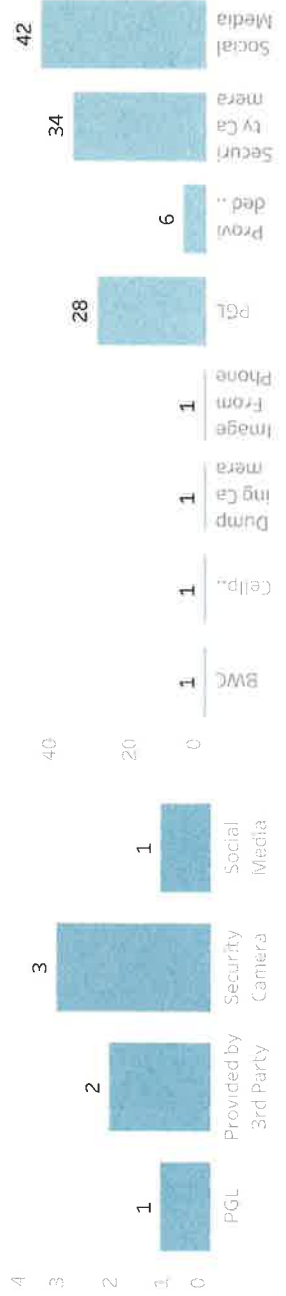 4
3
2
1
0
1
2
3
1
PGL
Provided by
3rd Party
Security
Camera
Social
Media
40
20
0
1
1
1
1
28
6
34
42
BWC
Cellp..
Dump
ing Ca
mera
Image
From
Phone
PGL
Provi
ded ..
Securi
ty Ca
mera
Social
Media